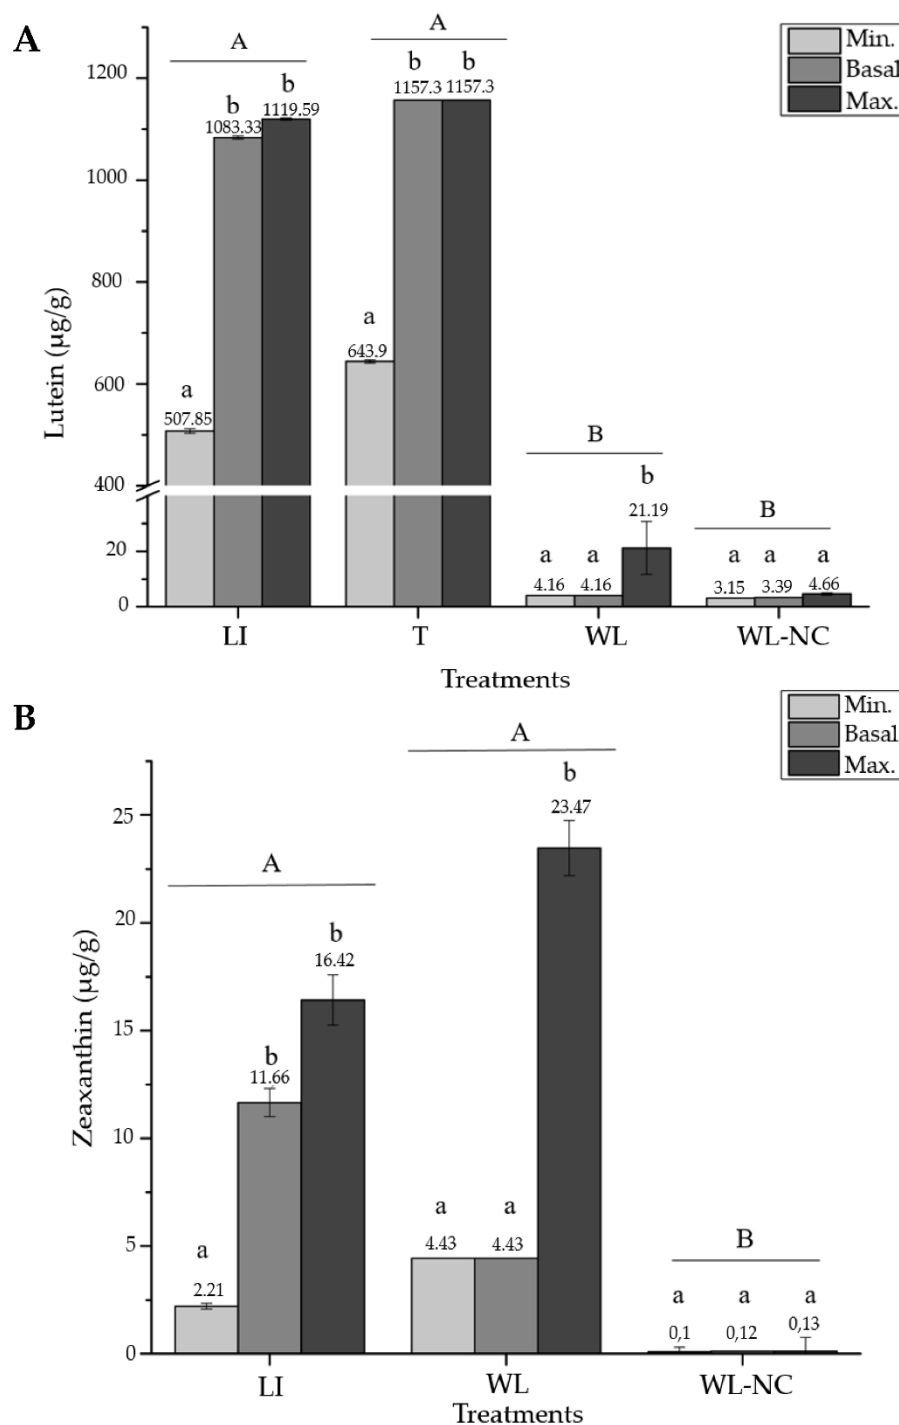 A
A
A
Min.
Basal
Max.
b
b
b
b
1083.33
1119.59
1157.3
1157.3
1200
1000
800
600
400
20
0
Lutein (µg/g)
a
507.85
a
643.9
B
b
21.19
a
a
4.16
4.16
B
a
a
a
3.15
3.39
4.66
LI
T
WL
WL-NC
Treatments
B
A
Min.
Basal
Max.
b
23.47
25
20
15
10
5
0
Zeaxanthin (µg/g)
A
b
16.42
b
11.66
a
2.21
a
a
4.43
4.43
B
a
a
a
0,1
0,12
0,13
LI
WL
WL-NC
Treatments